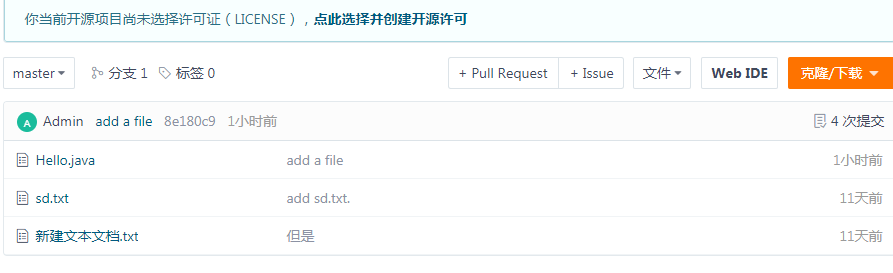 你当前开源项目尚未选择许可证（LICENSE），点此选择并创建开源许可
master 分支 1 标签 0 + Pull Request + Issue 文件 Web IDE 克隆/下载
A Admin add a file 8e180c9 1小时前 4 次提交
Hello.java add a file 1小时前
sd.txt add sd.txt. 11天前
新建文本文档.txt 但是 11天前